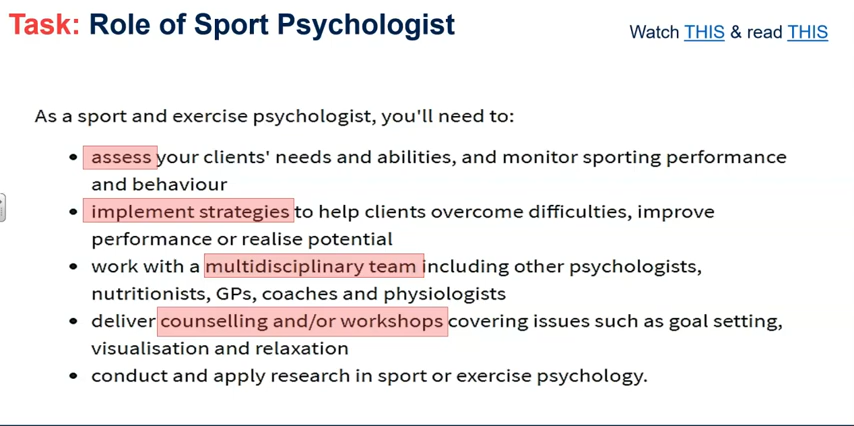 Task: Role of Sport Psychologist
Watch THIS & read THIS
As a sport and exercise psychologist, you'll need to:
• assess your clients' needs and abilities, and monitor sporting performance
and behaviour
• implement strategies to help clients overcome difficulties, improve
performance or realise potential
• work with a multidisciplinary team including other psychologists,
nutritionists, GPs, coaches and physiologists
• deliver counselling and/or workshops covering issues such as goal setting,
visualisation and relaxation
• conduct and apply research in sport or exercise psychology.